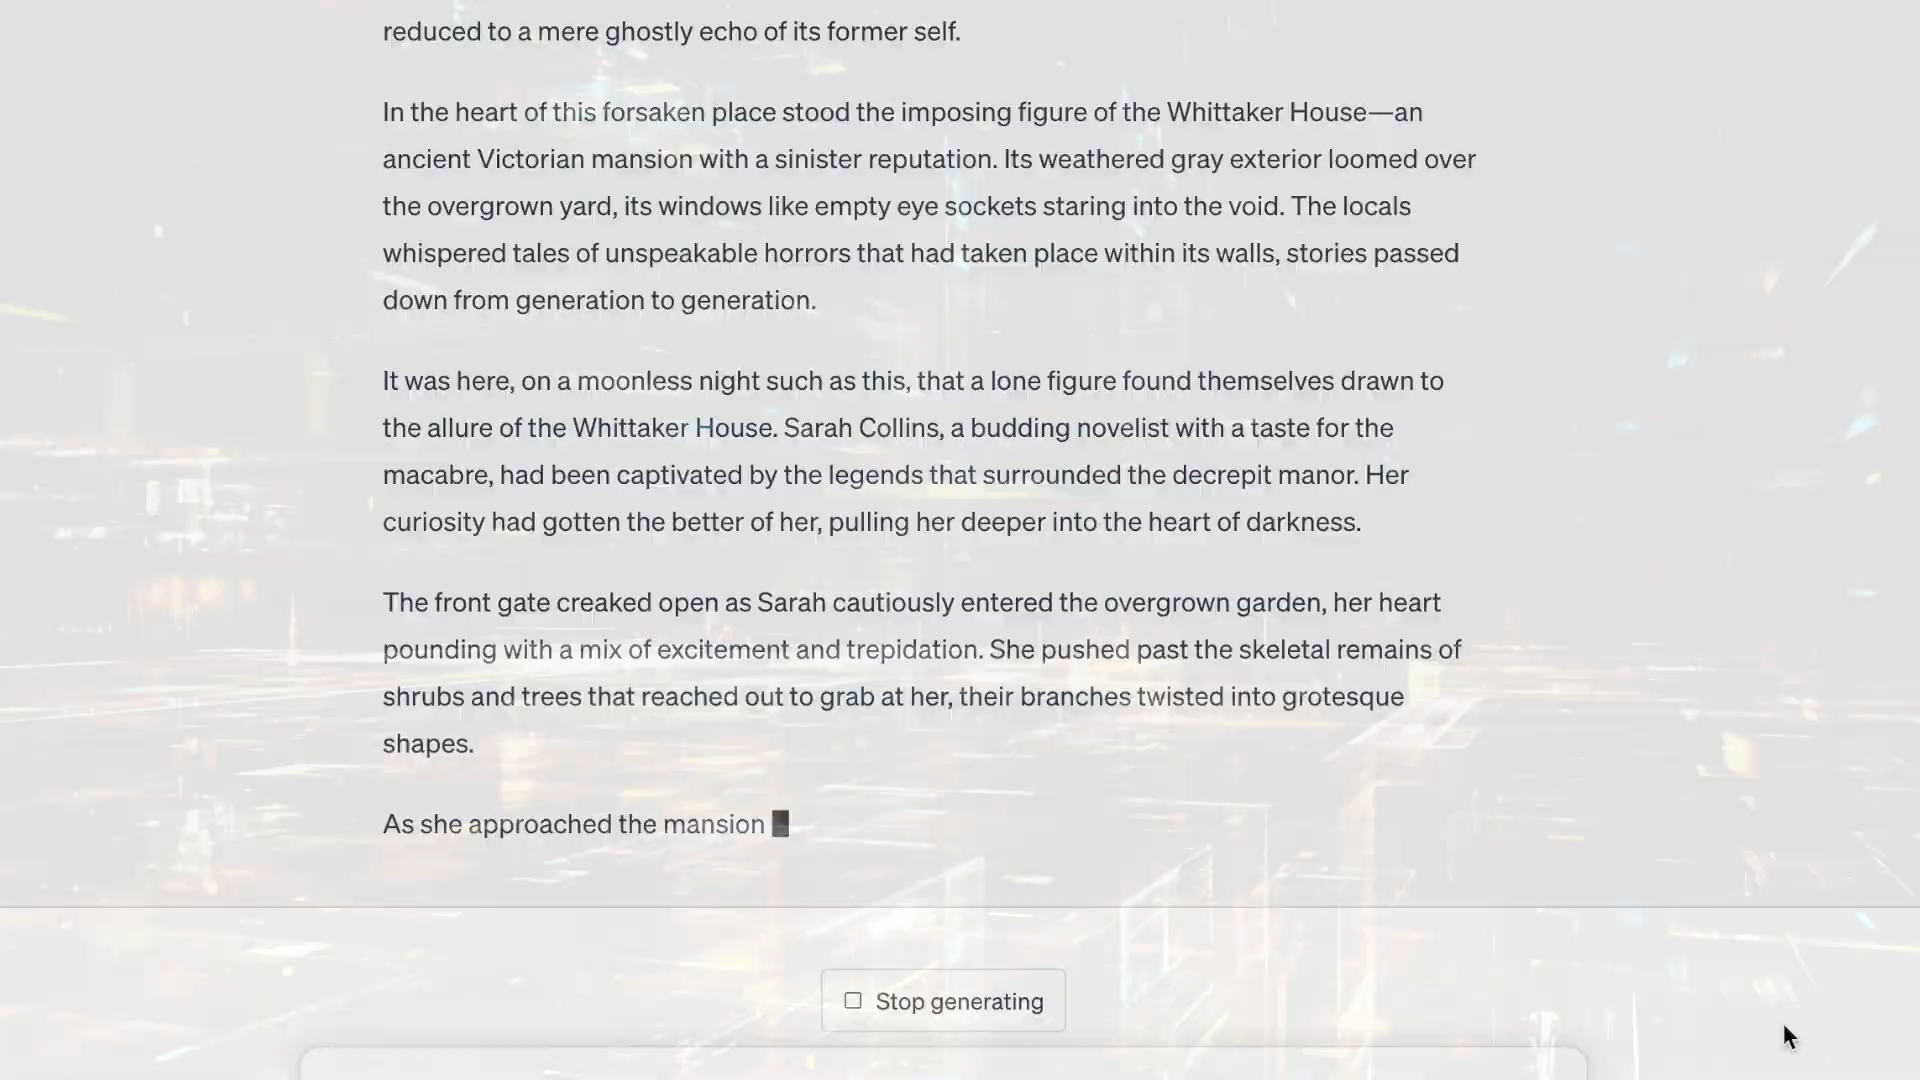 reduced to a mere ghostly echo of its former self.
In the heart of this forsaken place stood the imposing figure of the Whittaker House—an
ancient Victorian mansion with a sinister reputation. Its weathered gray exterior loomed over
the overgrown yard, its windows like empty eye sockets staring into the void. The locals
whispered tales of unspeakable horrors that had taken place within its walls, stories passed
down from generation to generation.
It was here, on a moonless night such as this, that a lone figure found themselves drawn to
the allure of the Whittaker House. Sarah Collins, a budding novelist with a taste for the
macabre, had been captivated by the legends that surrounded the decrepit manor. Her
curiosity had gotten the better of her, pulling her deeper into the heart of darkness.
The front gate creaked open as Sarah cautiously entered the overgrown garden, her heart
pounding with a mix of excitement and trepidation. She pushed past the skeletal remains of
shrubs and trees that reached out to grab at her, their branches twisted into grotesque
shapes.
As she approached the mansion
Stop generating